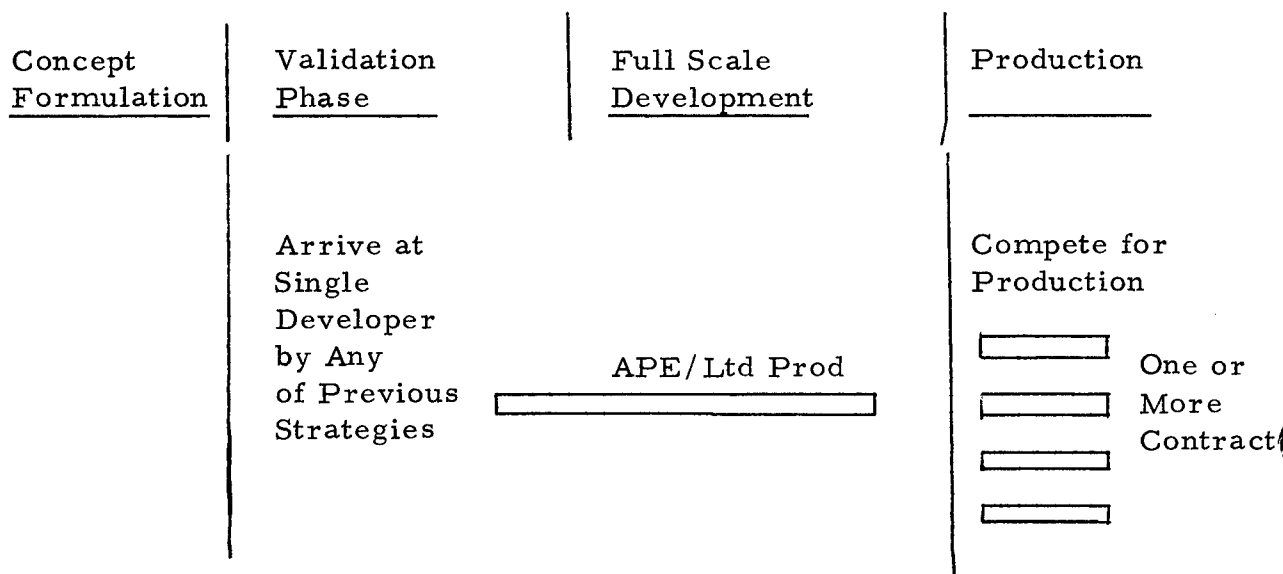 Concept
Formulation
Validation
Phase
Full Scale
Development
Production
Arrive at
Single
Developer
by Any
of Previous
Strategies
APE/Ltd Prod
Compete for
Production
One or
More